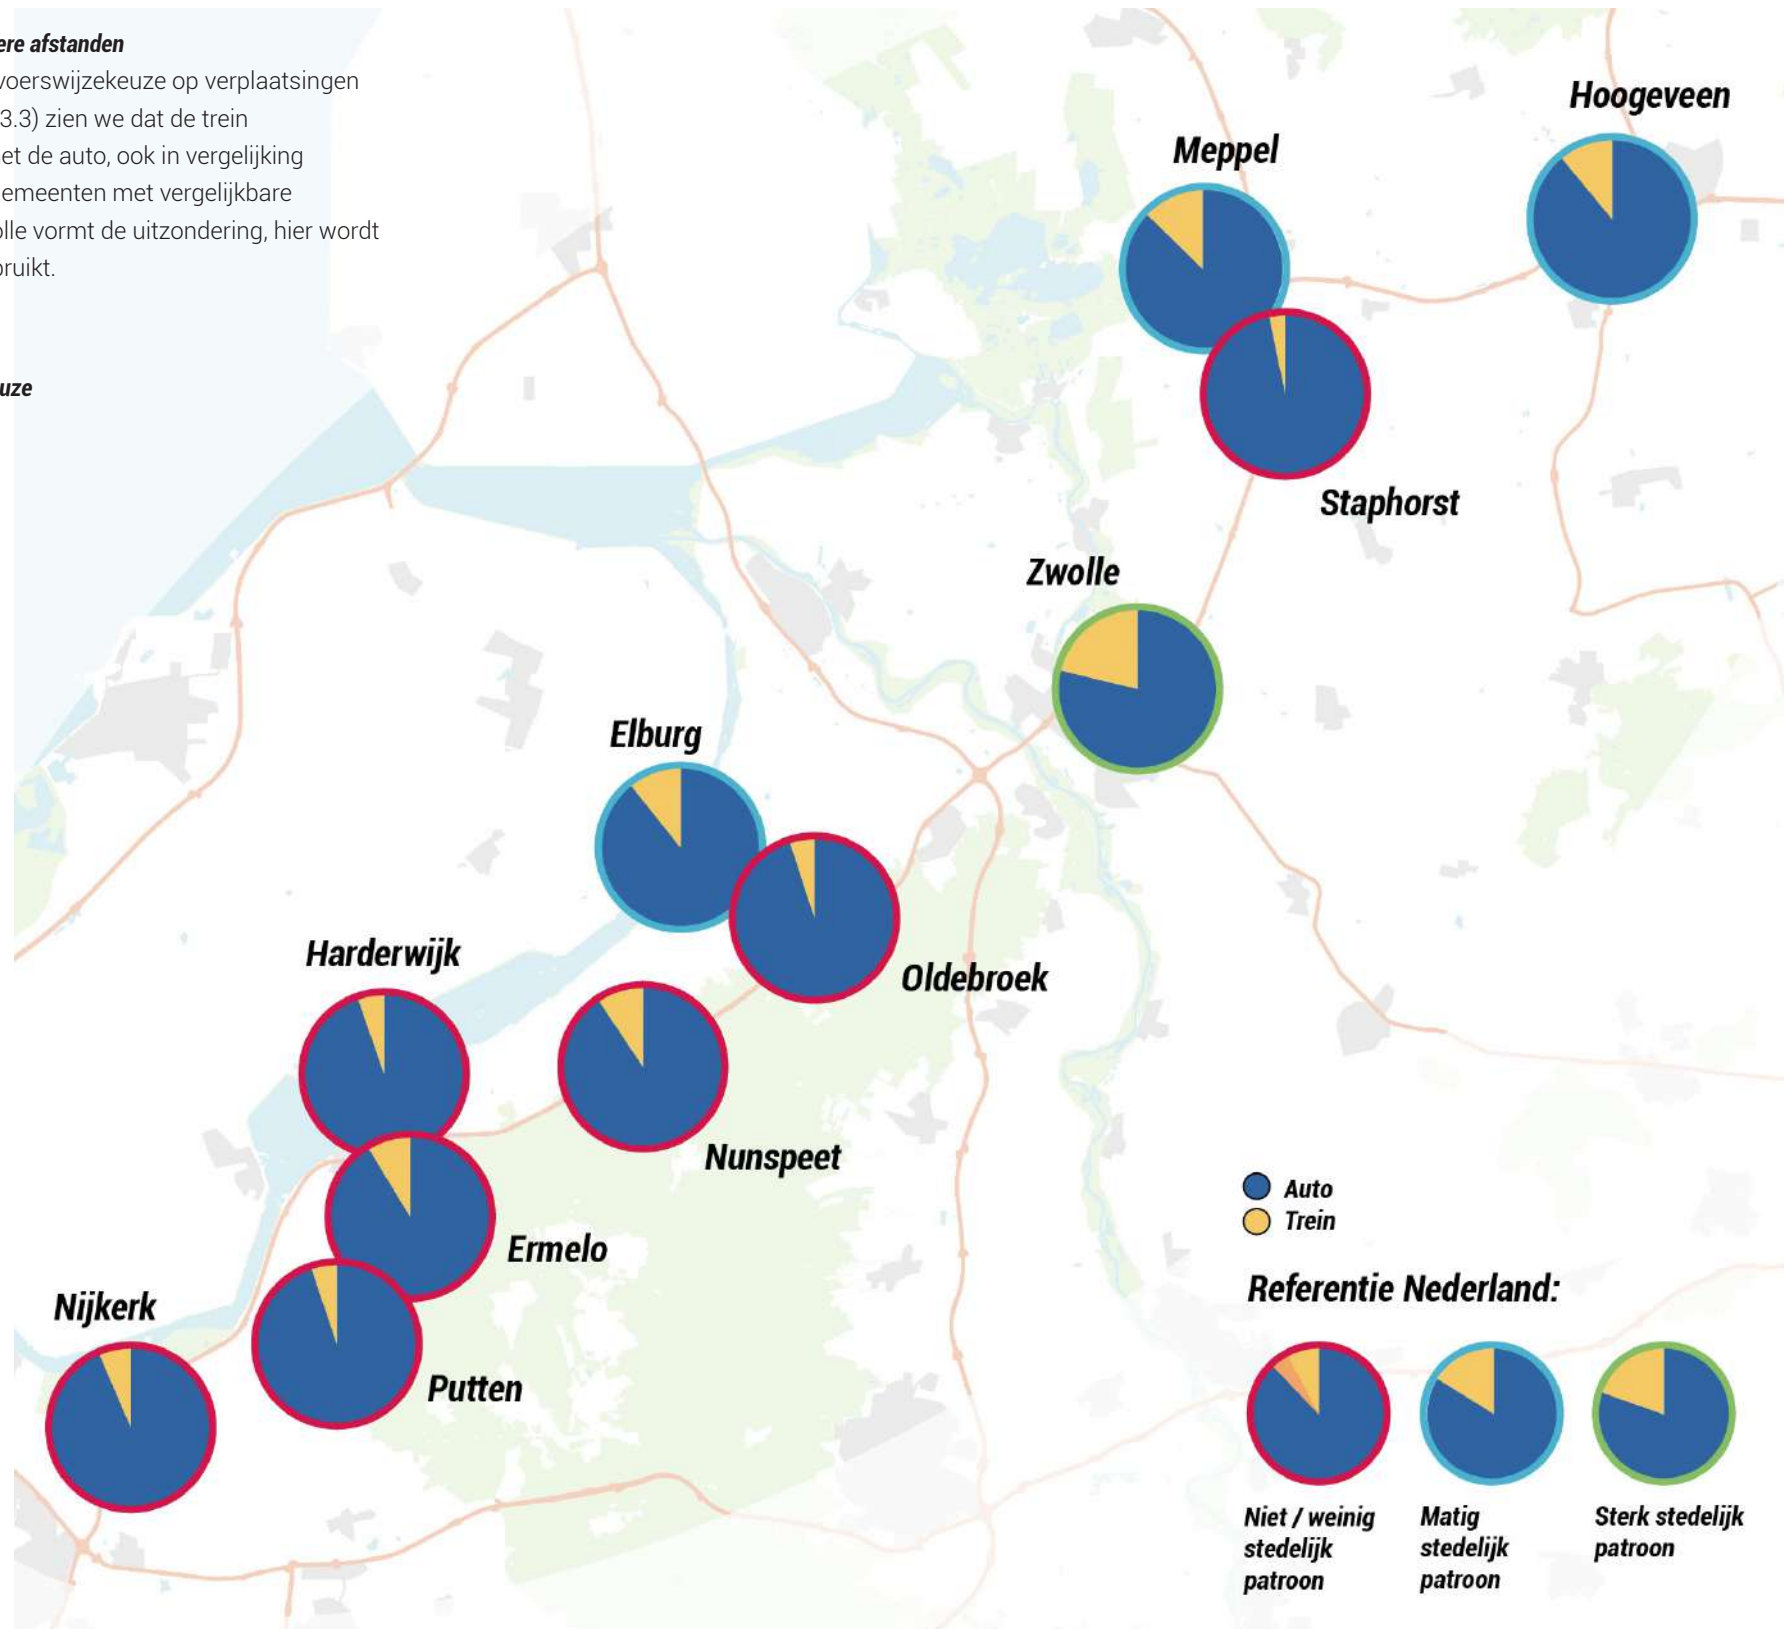 ere afstanden
voerswijzekeuze op verplaatsingen
3.3) zien we dat de trein
et de auto, ook in vergelijking
emeenten met vergelijkbare
olle vormt de uitzondering, hier wordt
ruikt.
uze
Hoogeveen
Meppel
Staphorst
Zwolle
Elburg
Oldebroek
Harderwijk
Nunspeet
Ermelo
Nijkerk
Putten
Auto
Trein
Referentie Nederland:
Niet / weinig
stedelijk
patroon
Matig
stedelijk
patroon
Sterk stedelijk
patroon